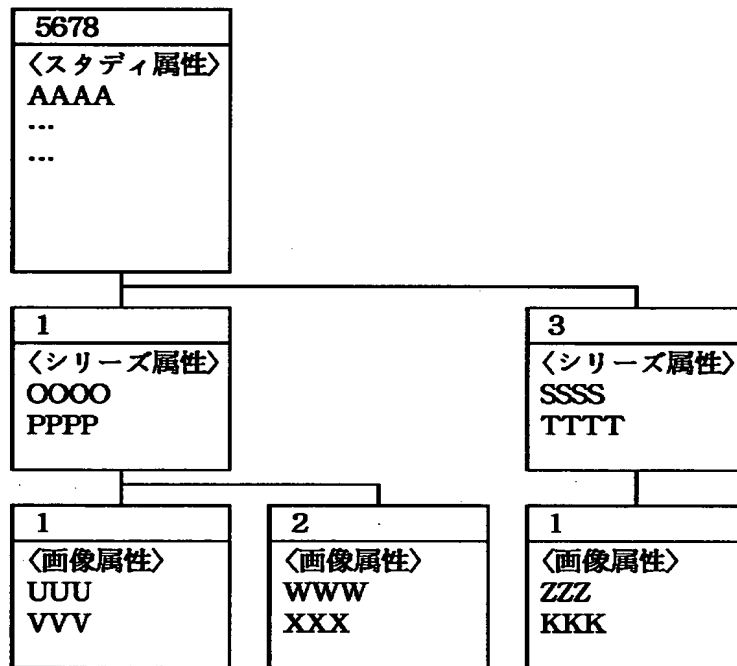 5678
〈スタディ属性〉
AAAA
…
…
1
〈シリーズ属性〉
OOOO
PPPP
3
〈シリーズ属性〉
SSSS
TTTT
1
〈画像属性〉
UUU
VVV
2
〈画像属性〉
WWW
XXX
1
〈画像属性〉
ZZZ
KKK